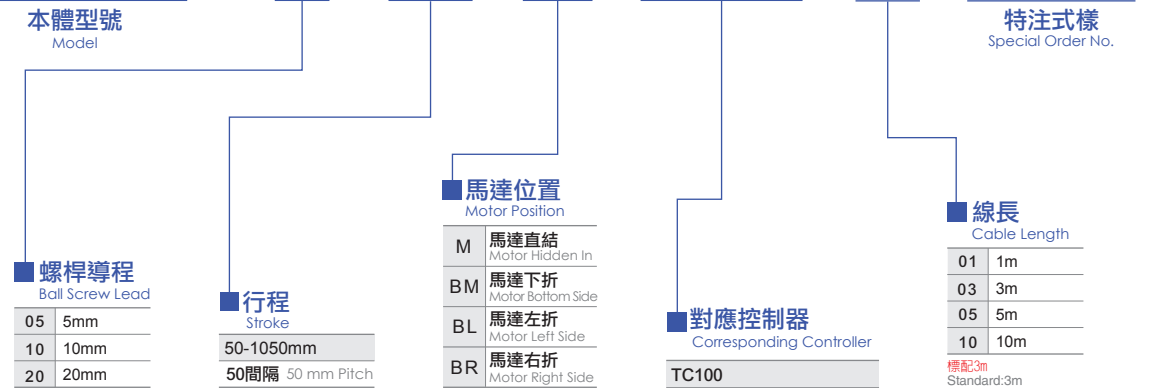 本體型號
Model
特注式樣
Special Order No.
馬達位置
Motor Position
M 馬達直結
Motor Hidden In
BM 馬達下折
Motor Bottom Side
BL 馬達左折
Motor Left Side
BR 馬達右折
Motor Right Side
線長
Cable Length
01 1m
03 3m
05 5m
10 10m
標配3m
Standard:3m
螺桿導程
Ball Screw Lead
05 5mm
10 10mm
20 20mm
行程
Stroke
50-1050mm
50間隔 50 mm Pitch
對應控制器
Corresponding Controller
TC100